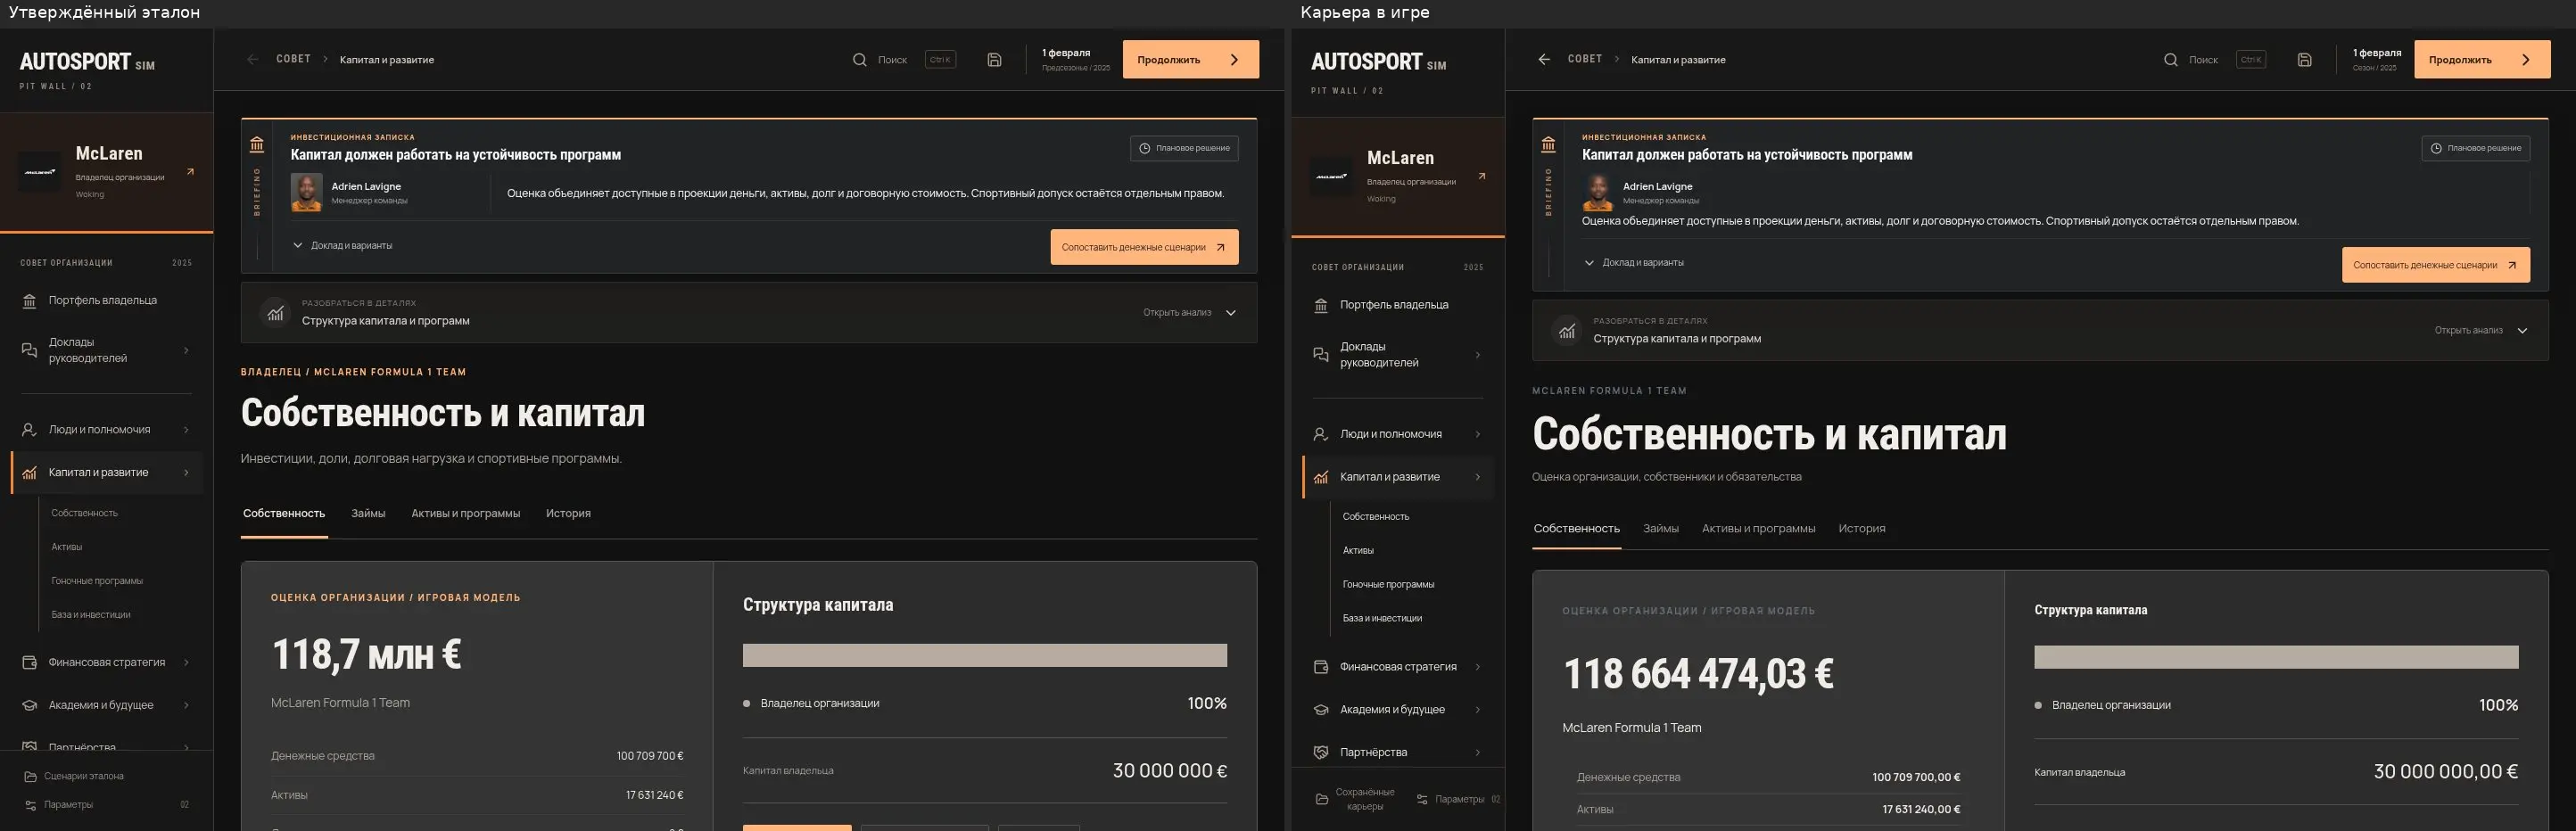 Утверждённый эталон
AUTOSPORT SIM
PIT WALL / 02
McLaren
Владелец организации
Woking
СОВЕТ ОРГАНИЗАЦИИ 2025
Портфель владельца
Доклады
руководителей
Люди и полномочия
Капитал и развитие
Собственность
Активы
Гоночные программы
База и инвестиции
Финансовая стратегия
Академия и будущее
Партнёрства
Сценарии эталона
Параметры 02
СОВЕТ > Капитал и развитие
Поиск Ctrl K
1 февраля
Предсезонье / 2025
Продолжить
BRIEFING
ИНВЕСТИЦИОННАЯ ЗАПИСКА
Капитал должен работать на устойчивость программ
Плановое решение
Adrien Lavigne
Менеджер команды
Оценка объединяет доступные в проекции деньги, активы, долг и договорную стоимость. Спортивный допуск остаётся отдельным правом.
Доклад и варианты
Сопоставить денежные сценарии
РАЗОБРАТЬСЯ В ДЕТАЛЯХ
Структура капитала и программ
Открыть анализ
ВЛАДЕЛЕЦ / MCLAREN FORMULA 1 TEAM
Собственность и капитал
Инвестиции, доли, долговая нагрузка и спортивные программы.
Собственность Займы Активы и программы История
ОЦЕНКА ОРГАНИЗАЦИИ / ИГРОВАЯ МОДЕЛЬ
118,7 млн €
McLaren Formula 1 Team
Денежные средства 100 709 700 €
Активы 17 631 240 €
Структура капитала
Владелец организации 100%
Капитал владельца 30 000 000 €
Карьера в игре
AUTOSPORT SIM
PIT WALL / 02
McLaren
Владелец организации
Woking
СОВЕТ ОРГАНИЗАЦИИ 2025
Портфель владельца
Доклады
руководителей
Люди и полномочия
Капитал и развитие
Собственность
Активы
Гоночные программы
База и инвестиции
Финансовая стратегия
Академия и будущее
Партнёрства
Сохранённые
карьеры
Параметры 02
СОВЕТ > Капитал и развитие
Поиск Ctrl K
1 февраля
Сезон / 2025
Продолжить
BRIEFING
ИНВЕСТИЦИОННАЯ ЗАПИСКА
Капитал должен работать на устойчивость программ
Плановое решение
Adrien Lavigne
Менеджер команды
Оценка объединяет доступные в проекции деньги, активы, долг и договорную стоимость. Спортивный допуск остаётся отдельным правом.
Доклад и варианты
Сопоставить денежные сценарии
РАЗОБРАТЬСЯ В ДЕТАЛЯХ
Структура капитала и программ
Открыть анализ
MCLAREN FORMULA 1 TEAM
Собственность и капитал
Оценка организации, собственники и обязательства
Собственность Займы Активы и программы История
ОЦЕНКА ОРГАНИЗАЦИИ / ИГРОВАЯ МОДЕЛЬ
118 664 474,03 €
McLaren Formula 1 Team
Денежные средства 100 709 700,00 €
Активы 17 631 240,00 €
Структура капитала
Владелец организации 100%
Капитал владельца 30 000 000,00 €